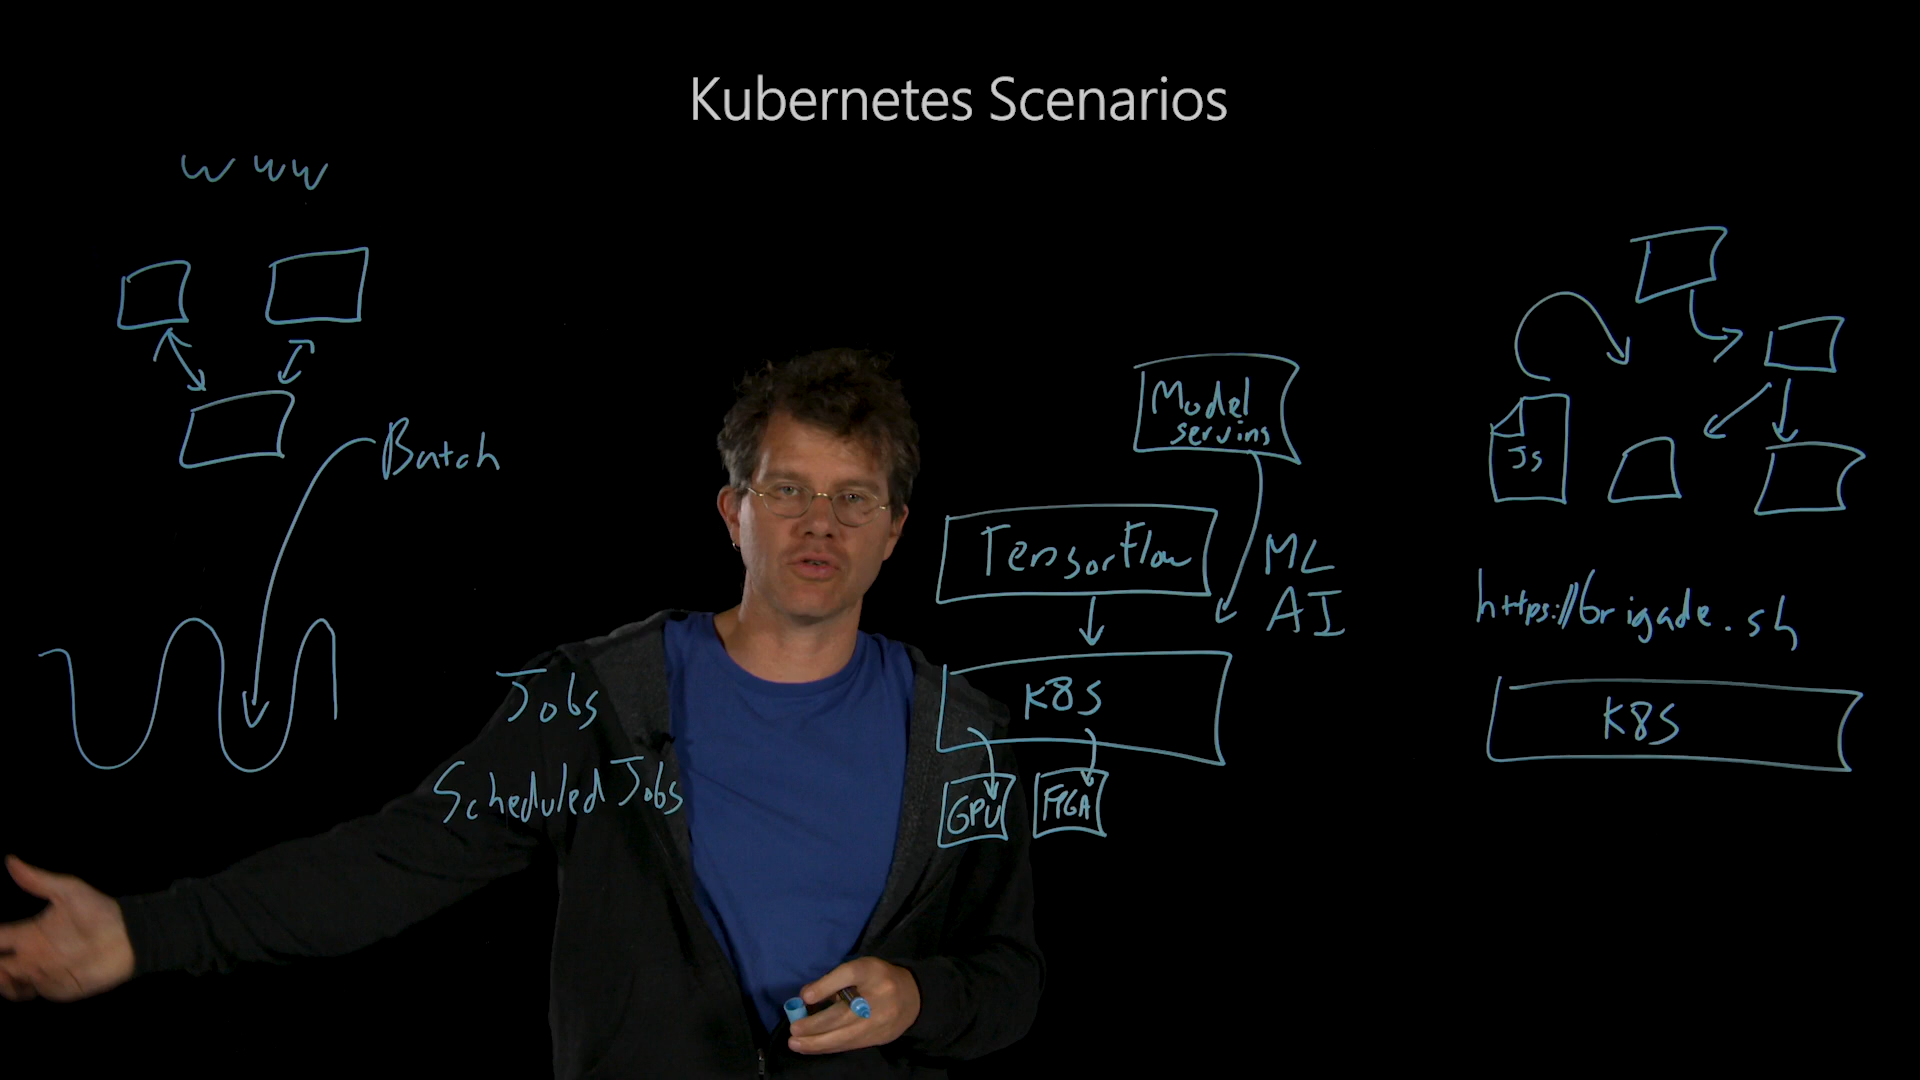 Kubernetes Scenarios
WWW
Batch
Jobs
Scheduled Jobs
Model
serving
TensorFlow
ML
AI
K8S
GPU
FPGA
JS
https://brigade.sh
K8S